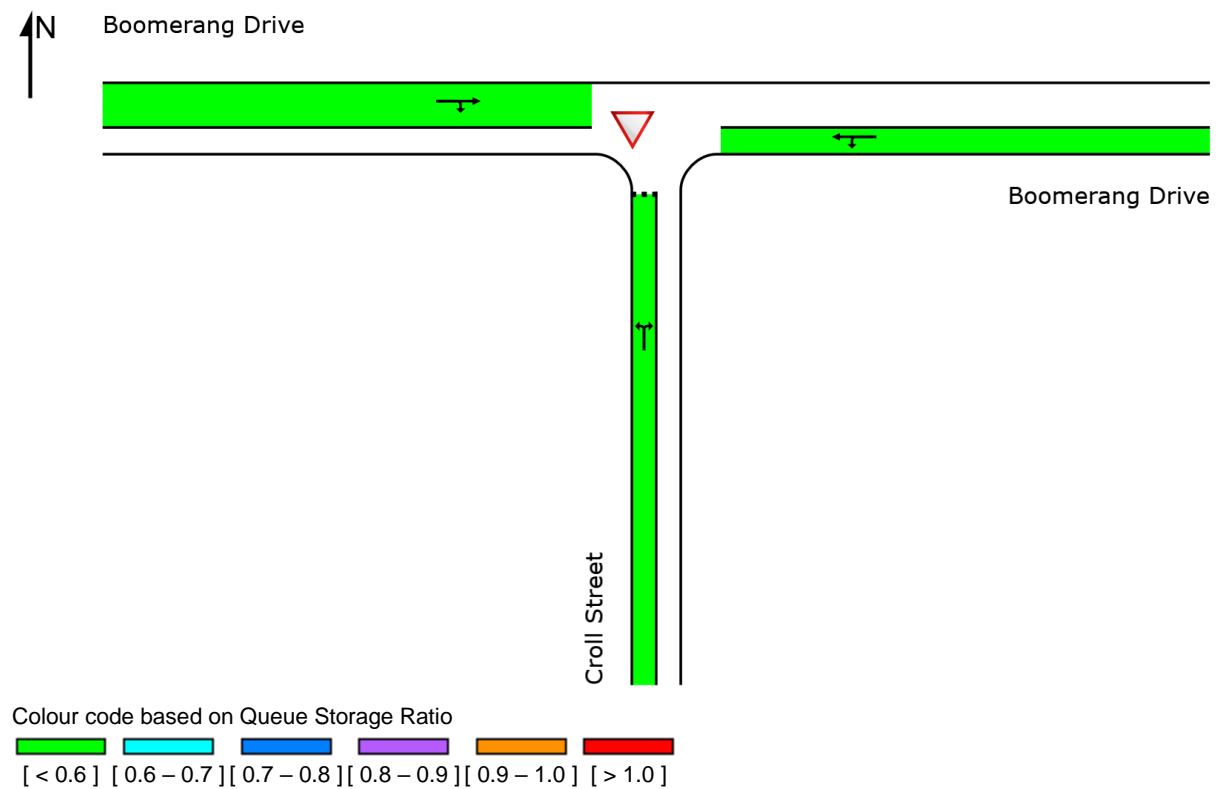 N
Boomerang Drive
Boomerang Drive
Croll Street
Colour code based on Queue Storage Ratio
[ < 0.6 ] [ 0.6 – 0.7 ] [ 0.7 – 0.8 ] [ 0.8 – 0.9 ] [ 0.9 – 1.0 ] [ > 1.0 ]